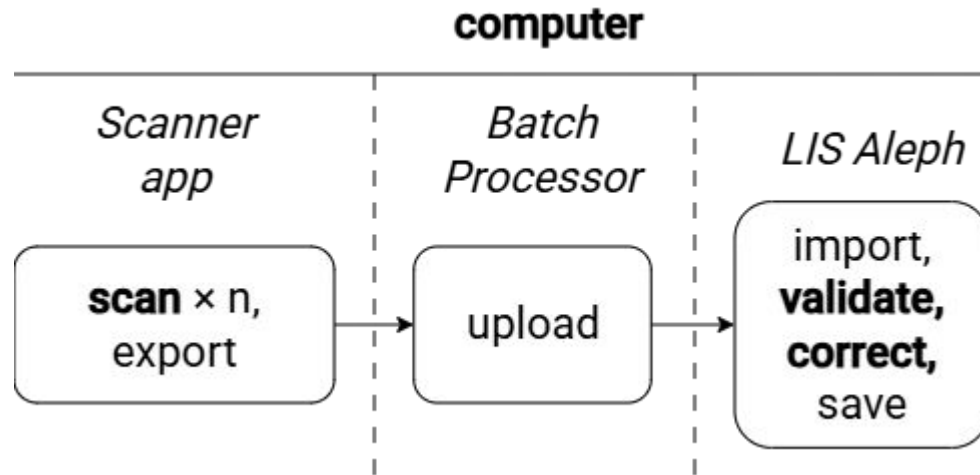 computer
Scanner
app
Batch
Processor
LIS Aleph
scan × n,
export
upload
import,
validate,
correct,
save